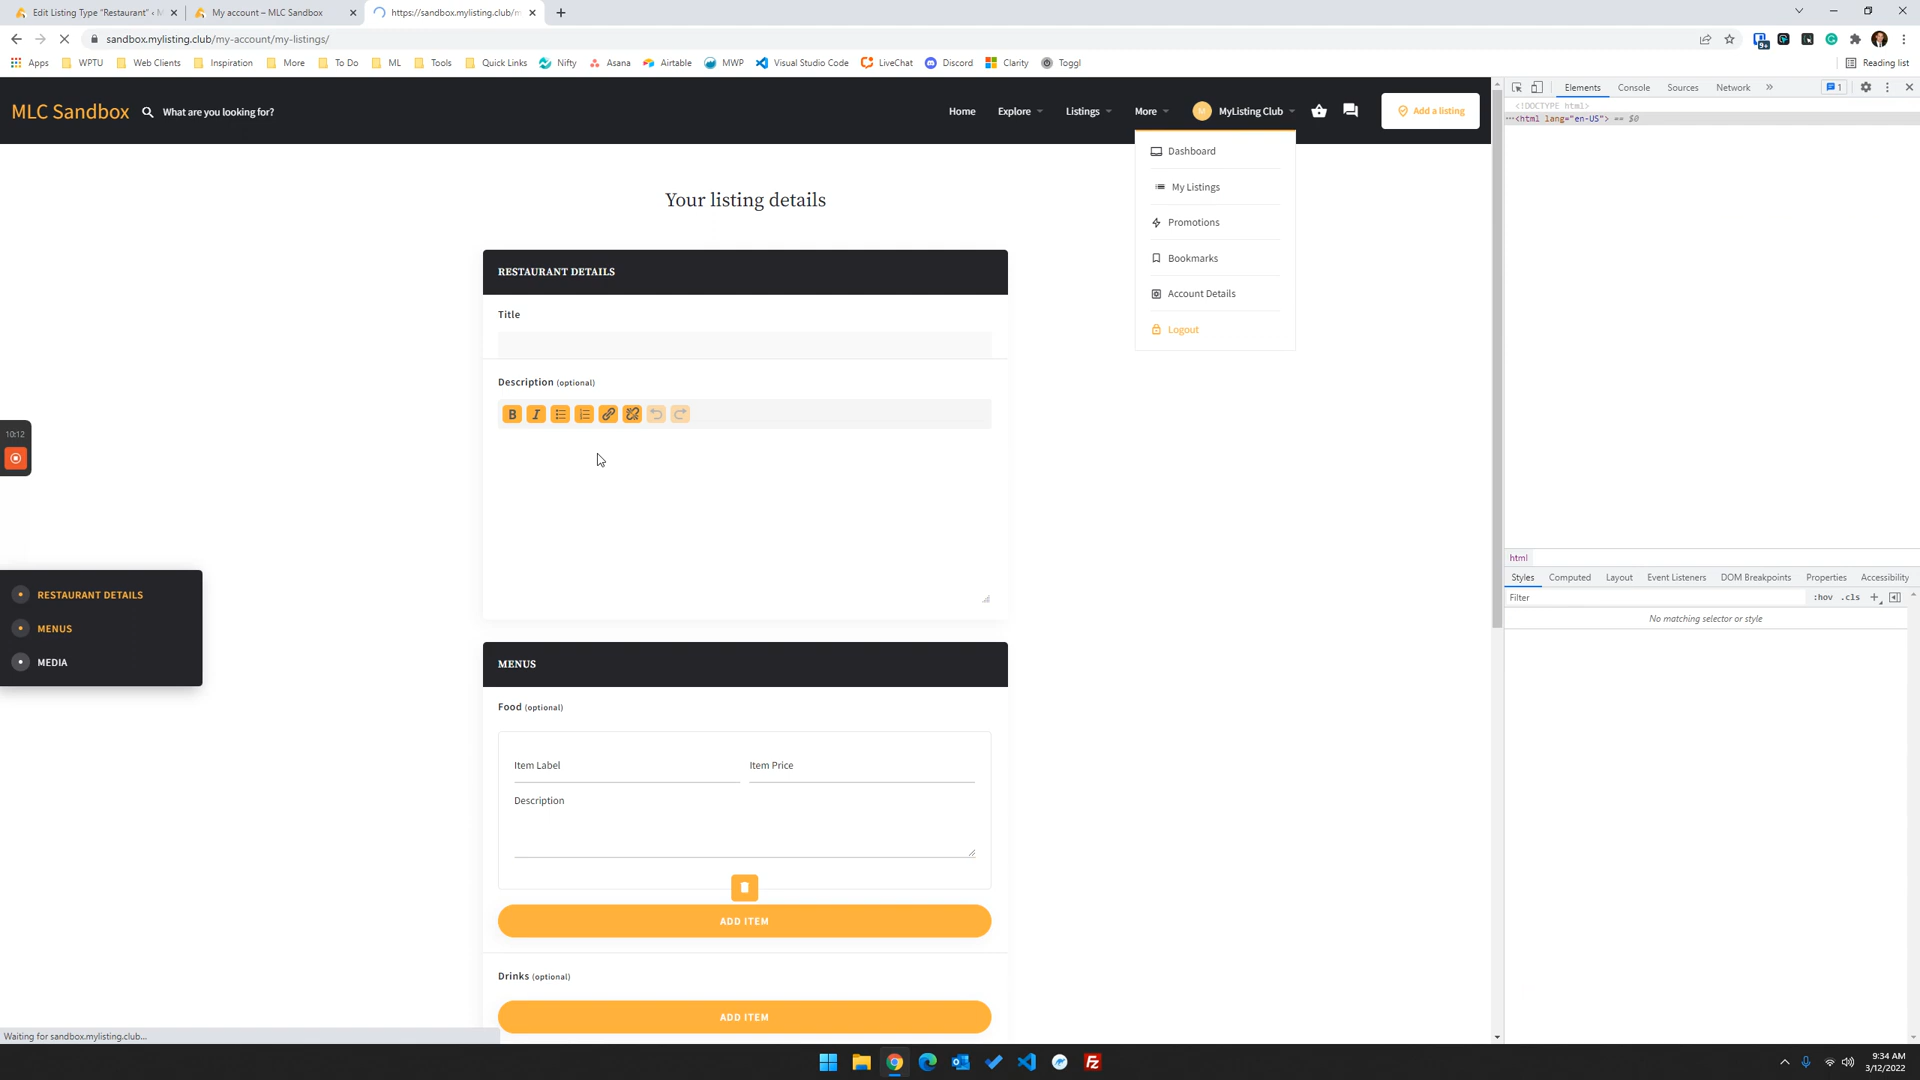 Edit Listing Type "Restaurant" ‹ M
My account – MLC Sandbox
https://sandbox.mylisting.club/m
sandbox.mylisting.club/my-account/my-listings/
Apps
WPTU
Web Clients
Inspiration
More
To Do
ML
Tools
Quick Links
Nifty
Asana
Airtable
MWP
Visual Studio Code
LiveChat
Discord
Clarity
Toggl
Reading list
MLC Sandbox
What are you looking for?
Home
Explore
Listings
More
MyListing Club
Add a listing
Dashboard
My Listings
Promotions
Bookmarks
Account Details
Logout
Your listing details
RESTAURANT DETAILS
Title
Description (optional)
10:12
RESTAURANT DETAILS
MENUS
MEDIA
MENUS
Food (optional)
Item Label
Item Price
Description
ADD ITEM
Drinks (optional)
ADD ITEM
Waiting for sandbox.mylisting.club...
Elements
Console
Sources
Network
1
<!DOCTYPE html>
<html lang="en-US"> == $0
html
Styles
Computed
Layout
Event Listeners
DOM Breakpoints
Properties
Accessibility
Filter
:hov
.cls
No matching selector or style
9:34 AM
3/12/2022